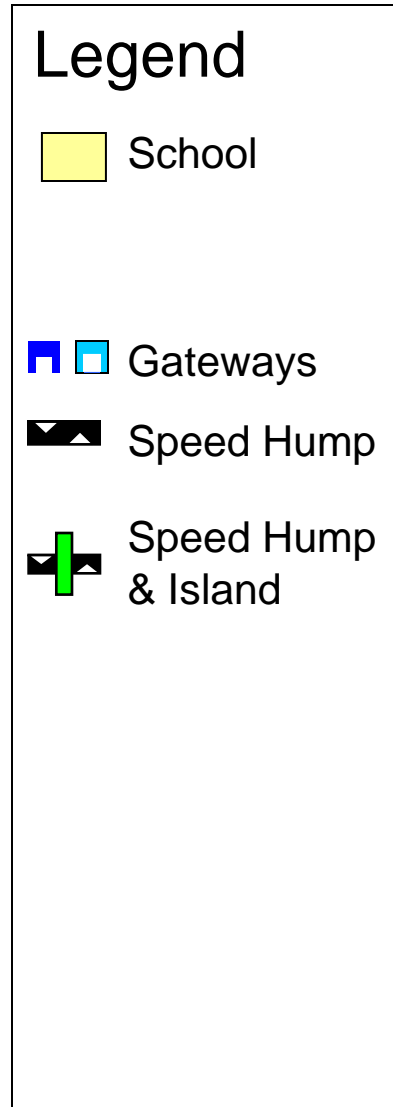 Legend
School
Gateways
Speed Hump
Speed Hump
& Island